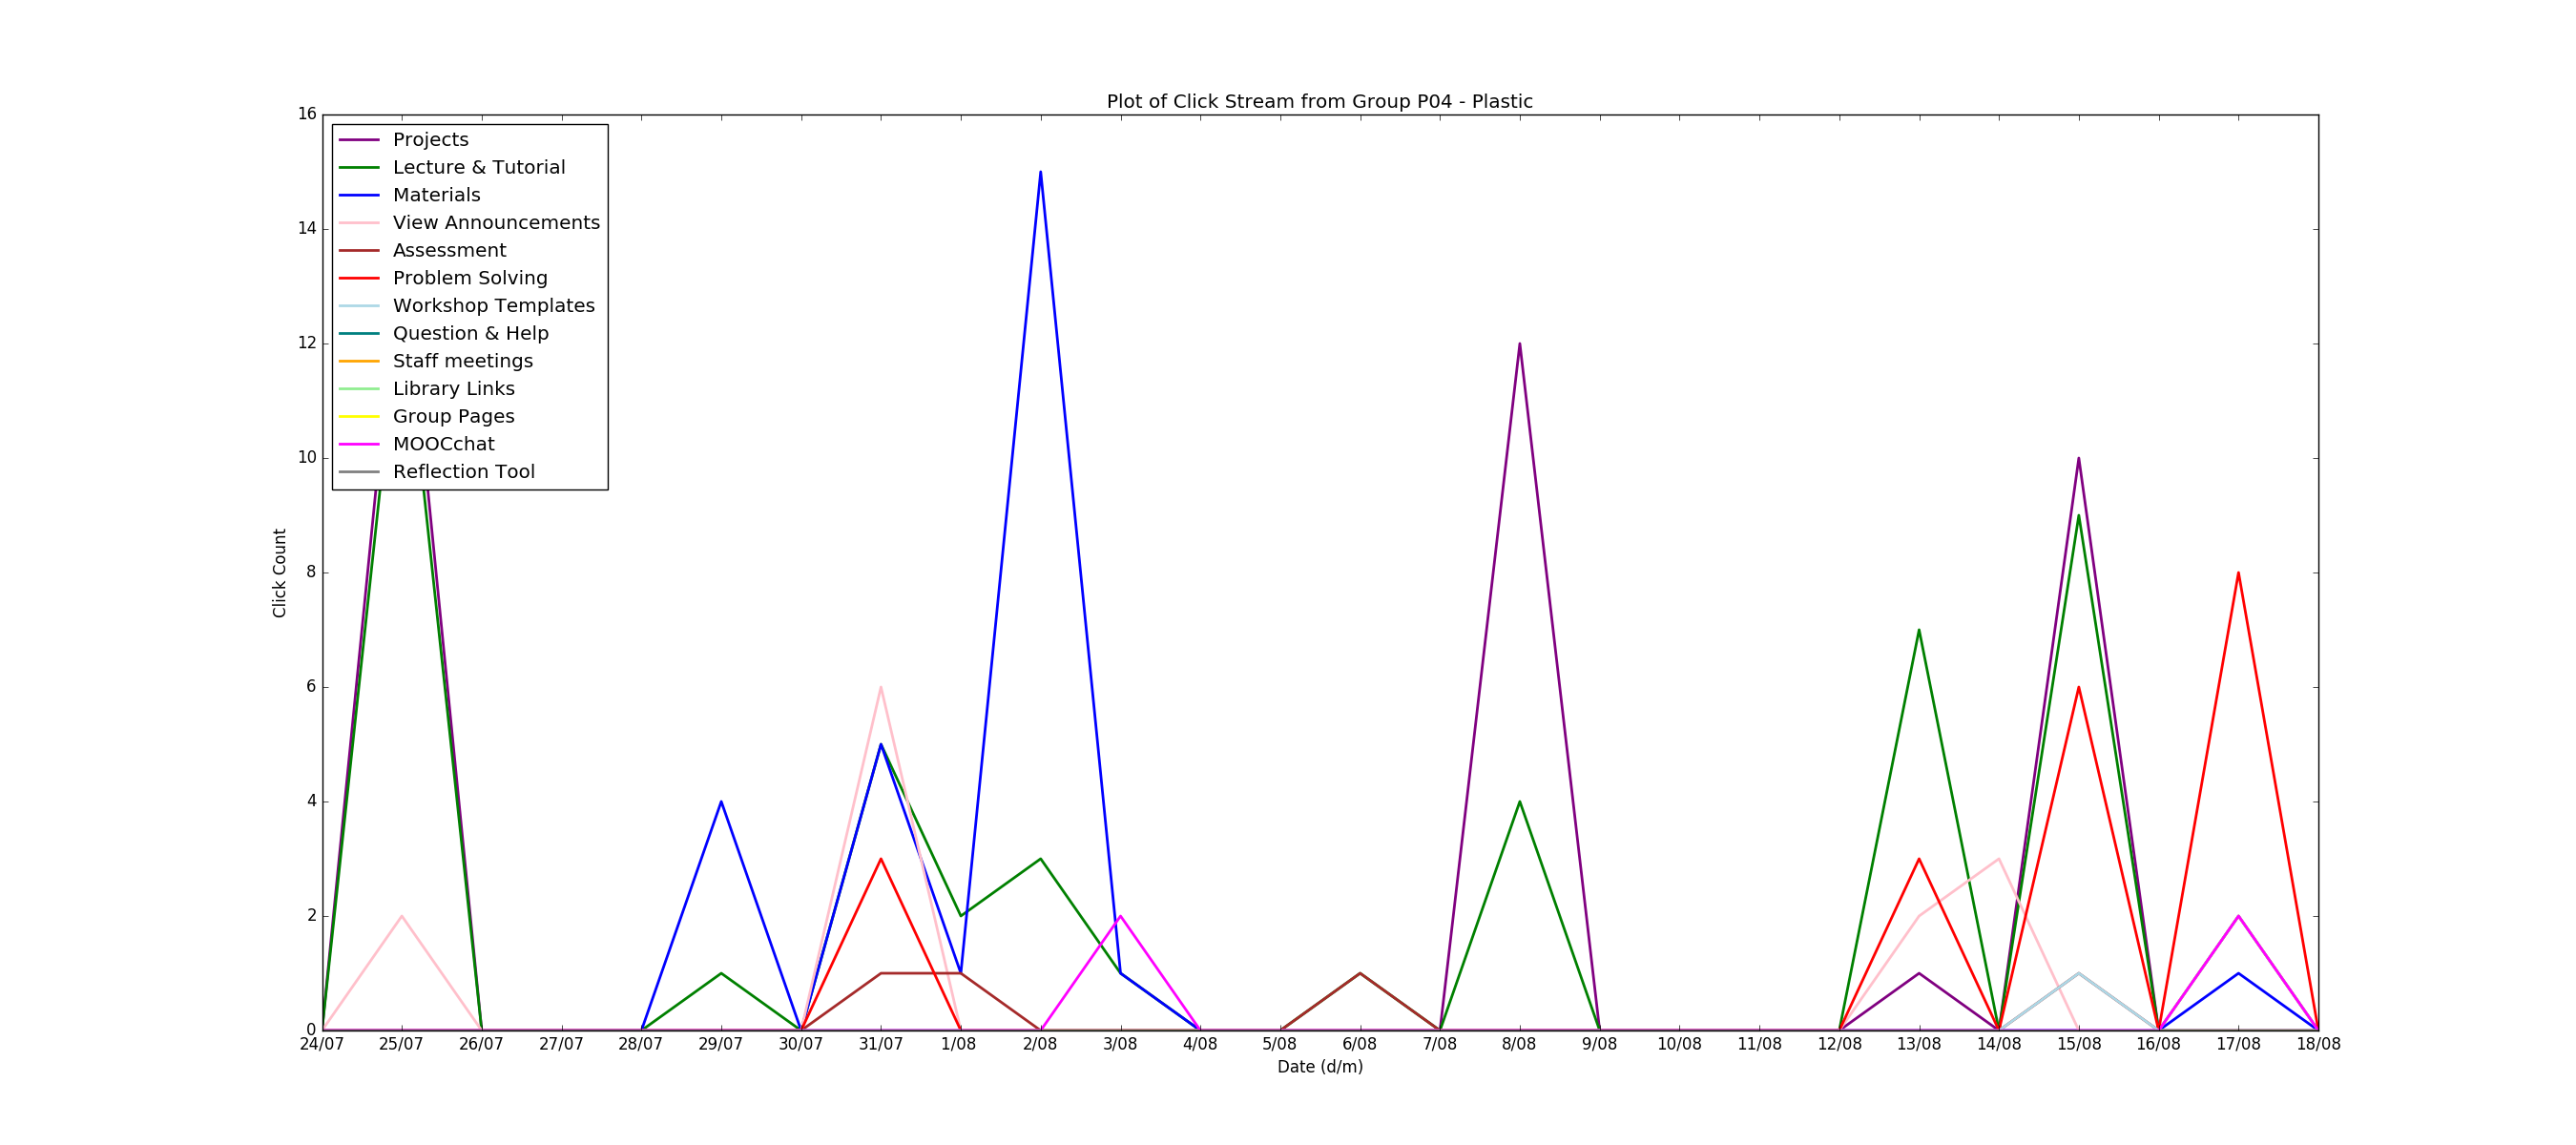 Plot of Click Stream from Group P04 - Plastic
16
14
12
10
8
6
4
2
0
Click Count
Projects
Lecture & Tutorial
Materials
View Announcements
Assessment
Problem Solving
Workshop Templates
Question & Help
Staff meetings
Library Links
Group Pages
MOOCchat
Reflection Tool
24/07 25/07 26/07 27/07 28/07 29/07 30/07 31/07 1/08 2/08 3/08 4/08 5/08 6/08 7/08 8/08 9/08 10/08 11/08 12/08 13/08 14/08 15/08 16/08 17/08 18/08
Date (d/m)